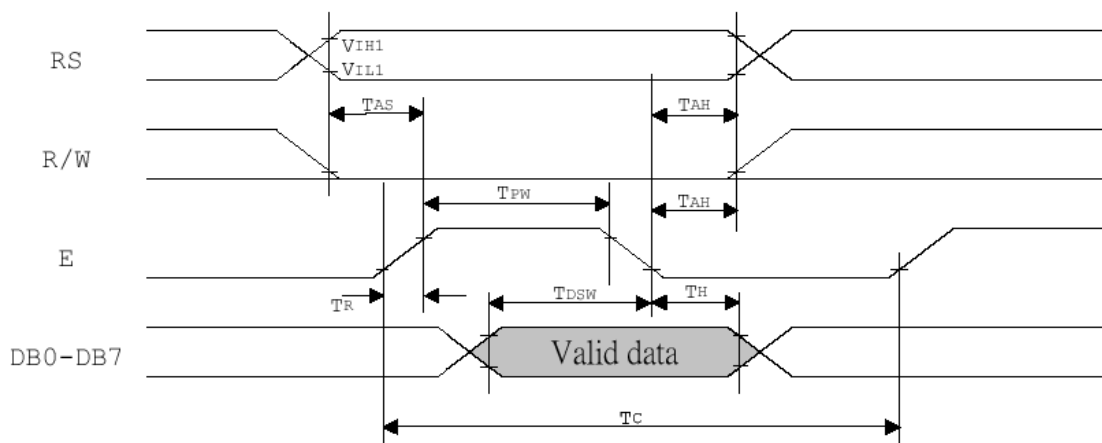 RS
VIH1
VIL1
TAS
TAH
R/W
TPW
TAH
E
TR
TDSW
TH
DB0-DB7
Valid data
TC